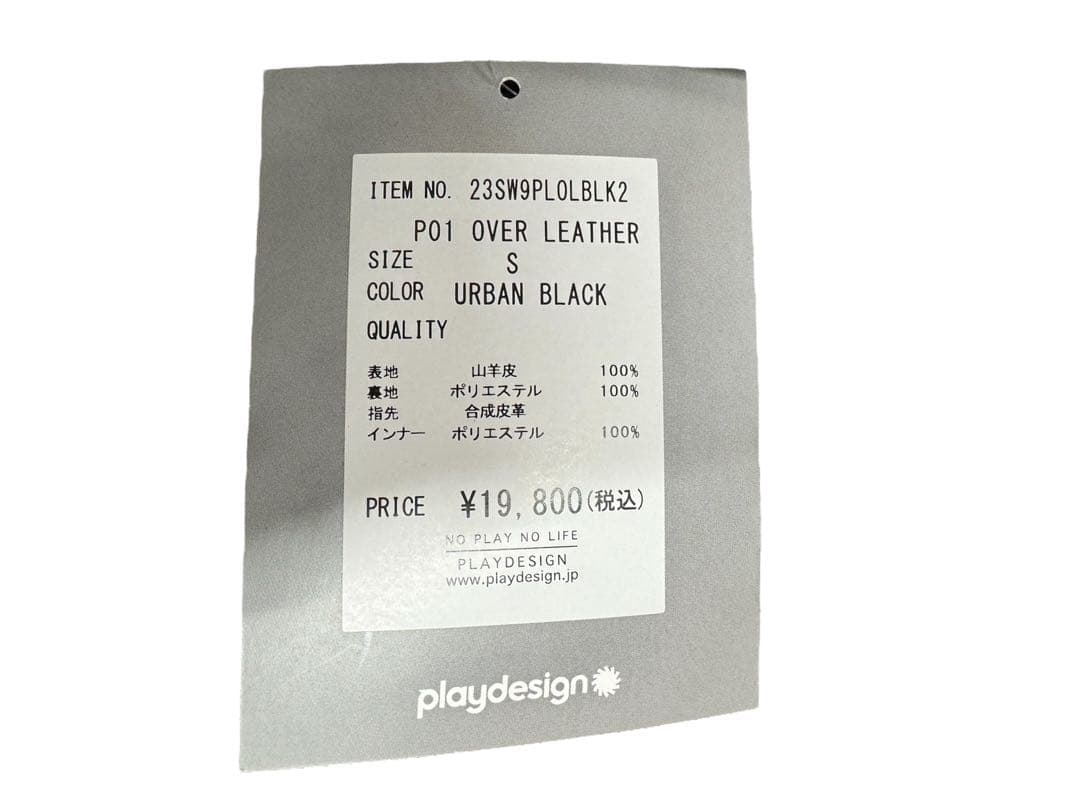 ITEM NO. 23SW9PLOLBLK2
P01 OVER LEATHER
SIZE S
COLOR URBAN BLACK
QUALITY
表地 山羊皮 100%
裏地 ポリエステル 100%
指先 合成皮革
インナー ポリエステル 100%
PRICE ¥19,800(税込)
NO PLAY NO LIFE
PLAYDESIGN
www.playdesign.jp
playdesign